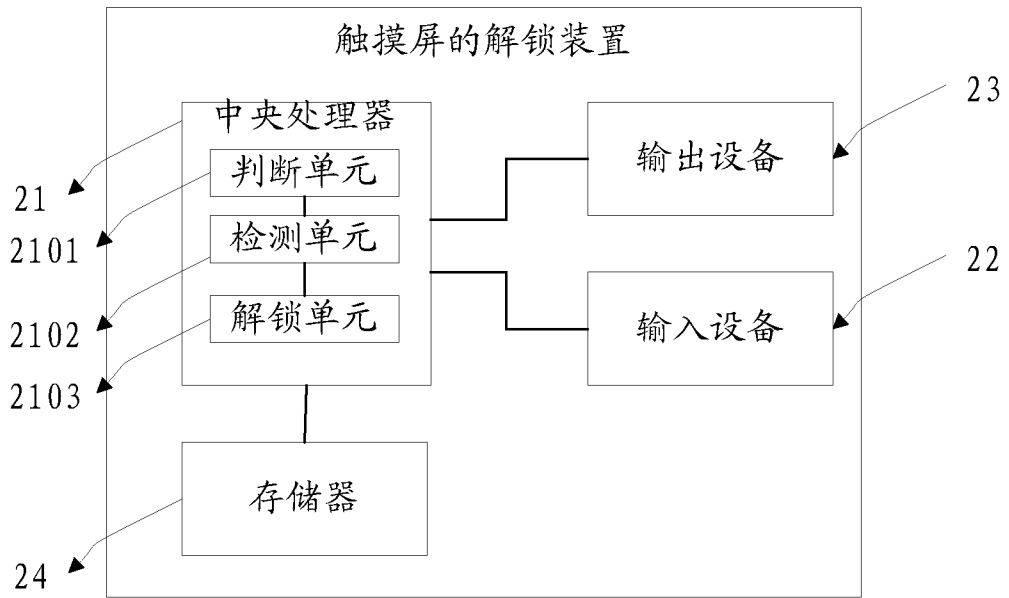 触摸屏的解锁装置
中央处理器
判断单元
检测单元
解锁单元
存储器
输出设备
输入设备
21
2101
2102
2103
24
23
22